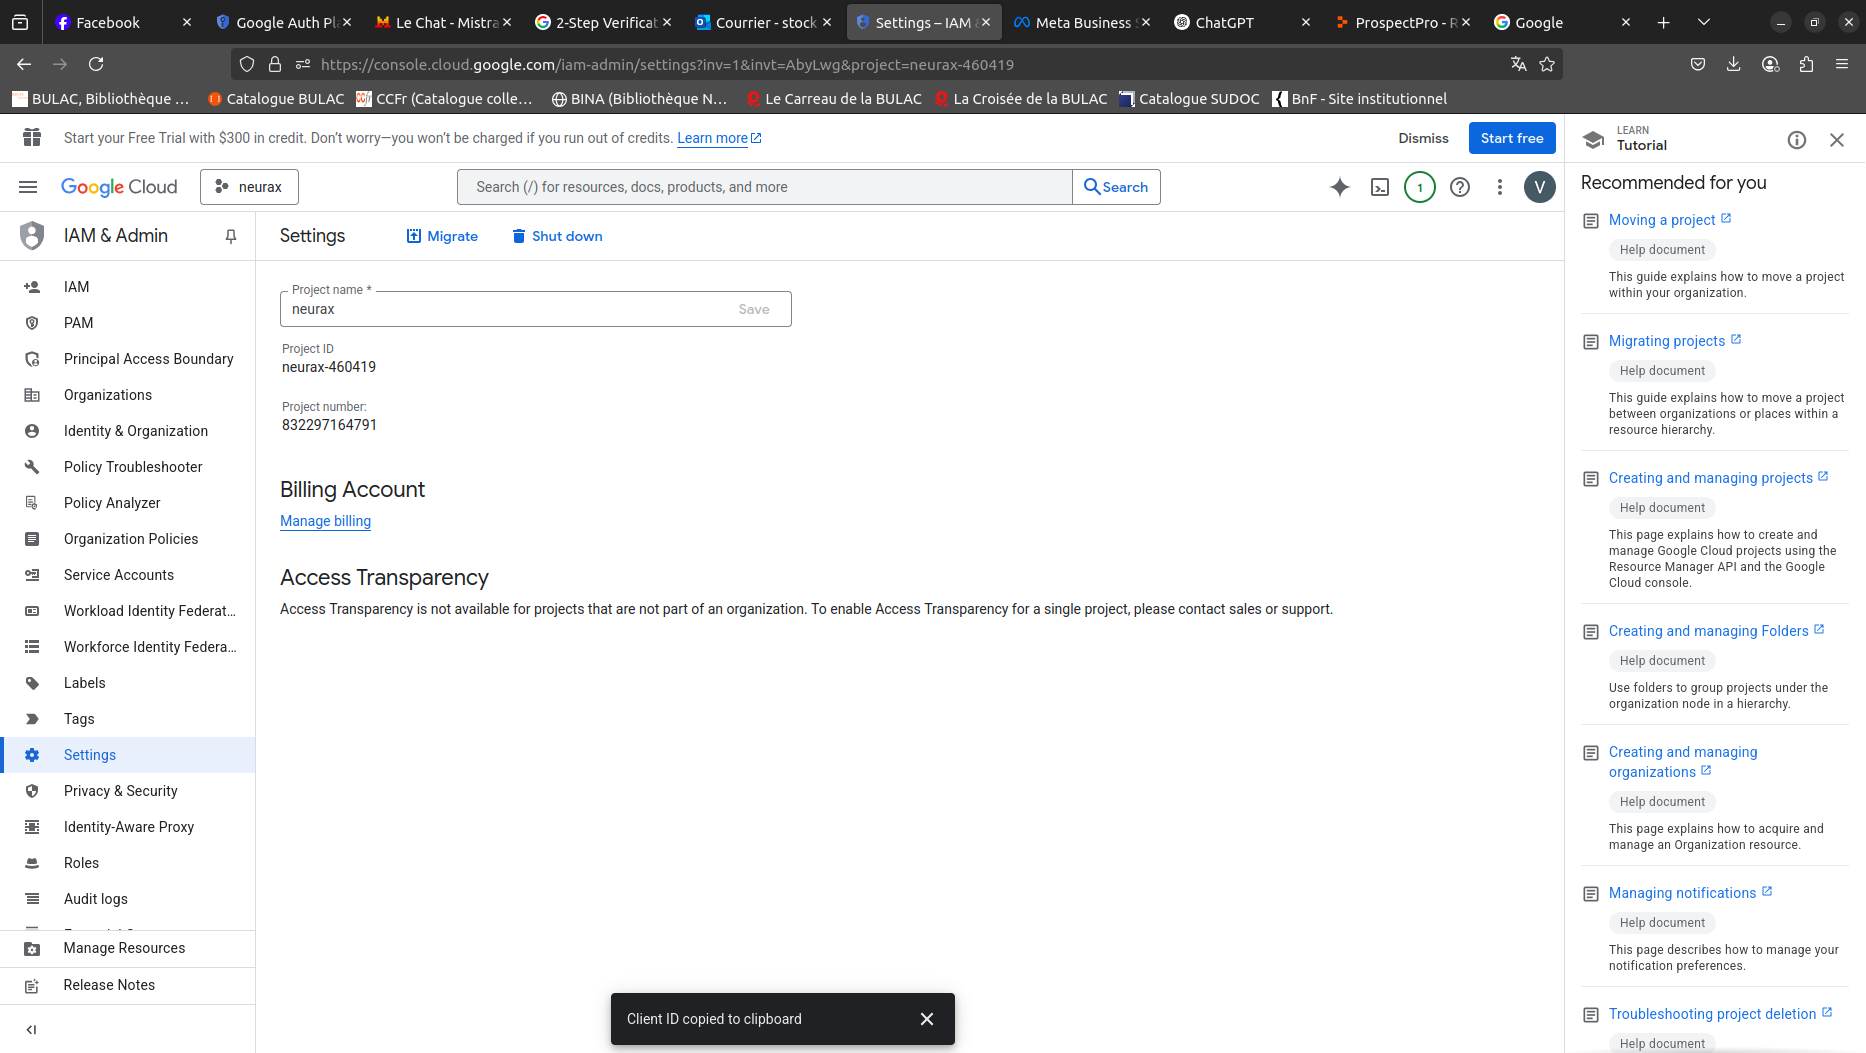 Facebook
Google Auth Pl
Le Chat - Mistra
2-Step Verificat
Courrier - stock
Settings – IAM &
Meta Business S
ChatGPT
ProspectPro - R
Google
https://console.cloud.google.com/iam-admin/settings?inv=1&invt=AbyLwg&project=neurax-460419
BULAC, Bibliothèque …
Catalogue BULAC
CCFr (Catalogue colle…
BINA (Bibliothèque N…
Le Carreau de la BULAC
La Croisée de la BULAC
Catalogue SUDOC
BnF - Site institutionnel
Start your Free Trial with $300 in credit. Don’t worry—you won’t be charged if you run out of credits. Learn more
Dismiss
Start free
Google Cloud
neurax
Search (/) for resources, docs, products, and more
Search
1
V
IAM & Admin
IAM
PAM
Principal Access Boundary
Organizations
Identity & Organization
Policy Troubleshooter
Policy Analyzer
Organization Policies
Service Accounts
Workload Identity Federat…
Workforce Identity Federa…
Labels
Tags
Settings
Privacy & Security
Identity-Aware Proxy
Roles
Audit logs
Manage Resources
Release Notes
Settings
Migrate
Shut down
Project name *
neurax
Save
Project ID
neurax-460419
Project number:
832297164791
Billing Account
Manage billing
Access Transparency
Access Transparency is not available for projects that are not part of an organization. To enable Access Transparency for a single project, please contact sales or support.
Client ID copied to clipboard
LEARN
Tutorial
Recommended for you
Moving a project
Help document
This guide explains how to move a project
within your organization.
Migrating projects
Help document
This guide explains how to move a project
between organizations or places within a
resource hierarchy.
Creating and managing projects
Help document
This page explains how to create and
manage Google Cloud projects using the
Resource Manager API and the Google
Cloud console.
Creating and managing Folders
Help document
Use folders to group projects under the
organization node in a hierarchy.
Creating and managing
organizations
Help document
This page explains how to acquire and
manage an Organization resource.
Managing notifications
Help document
This page describes how to manage your
notification preferences.
Troubleshooting project deletion
Help document